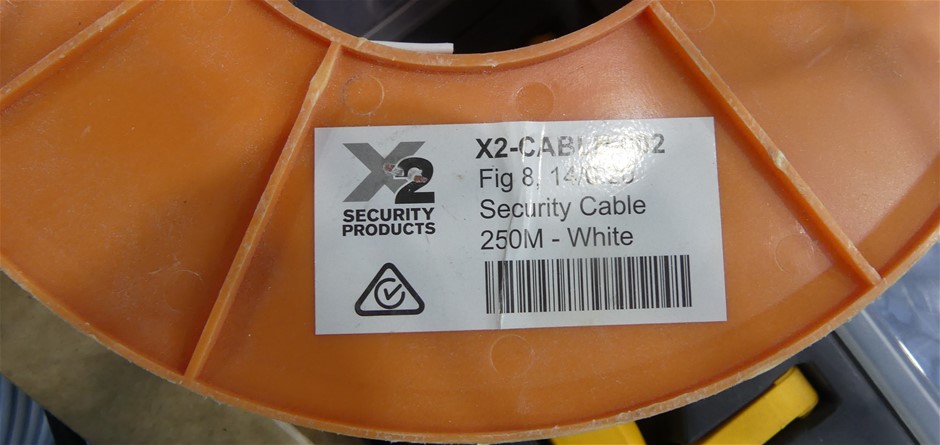 X2
SECURITY
PRODUCTS
Fig 8,
Security Cable
250M - White